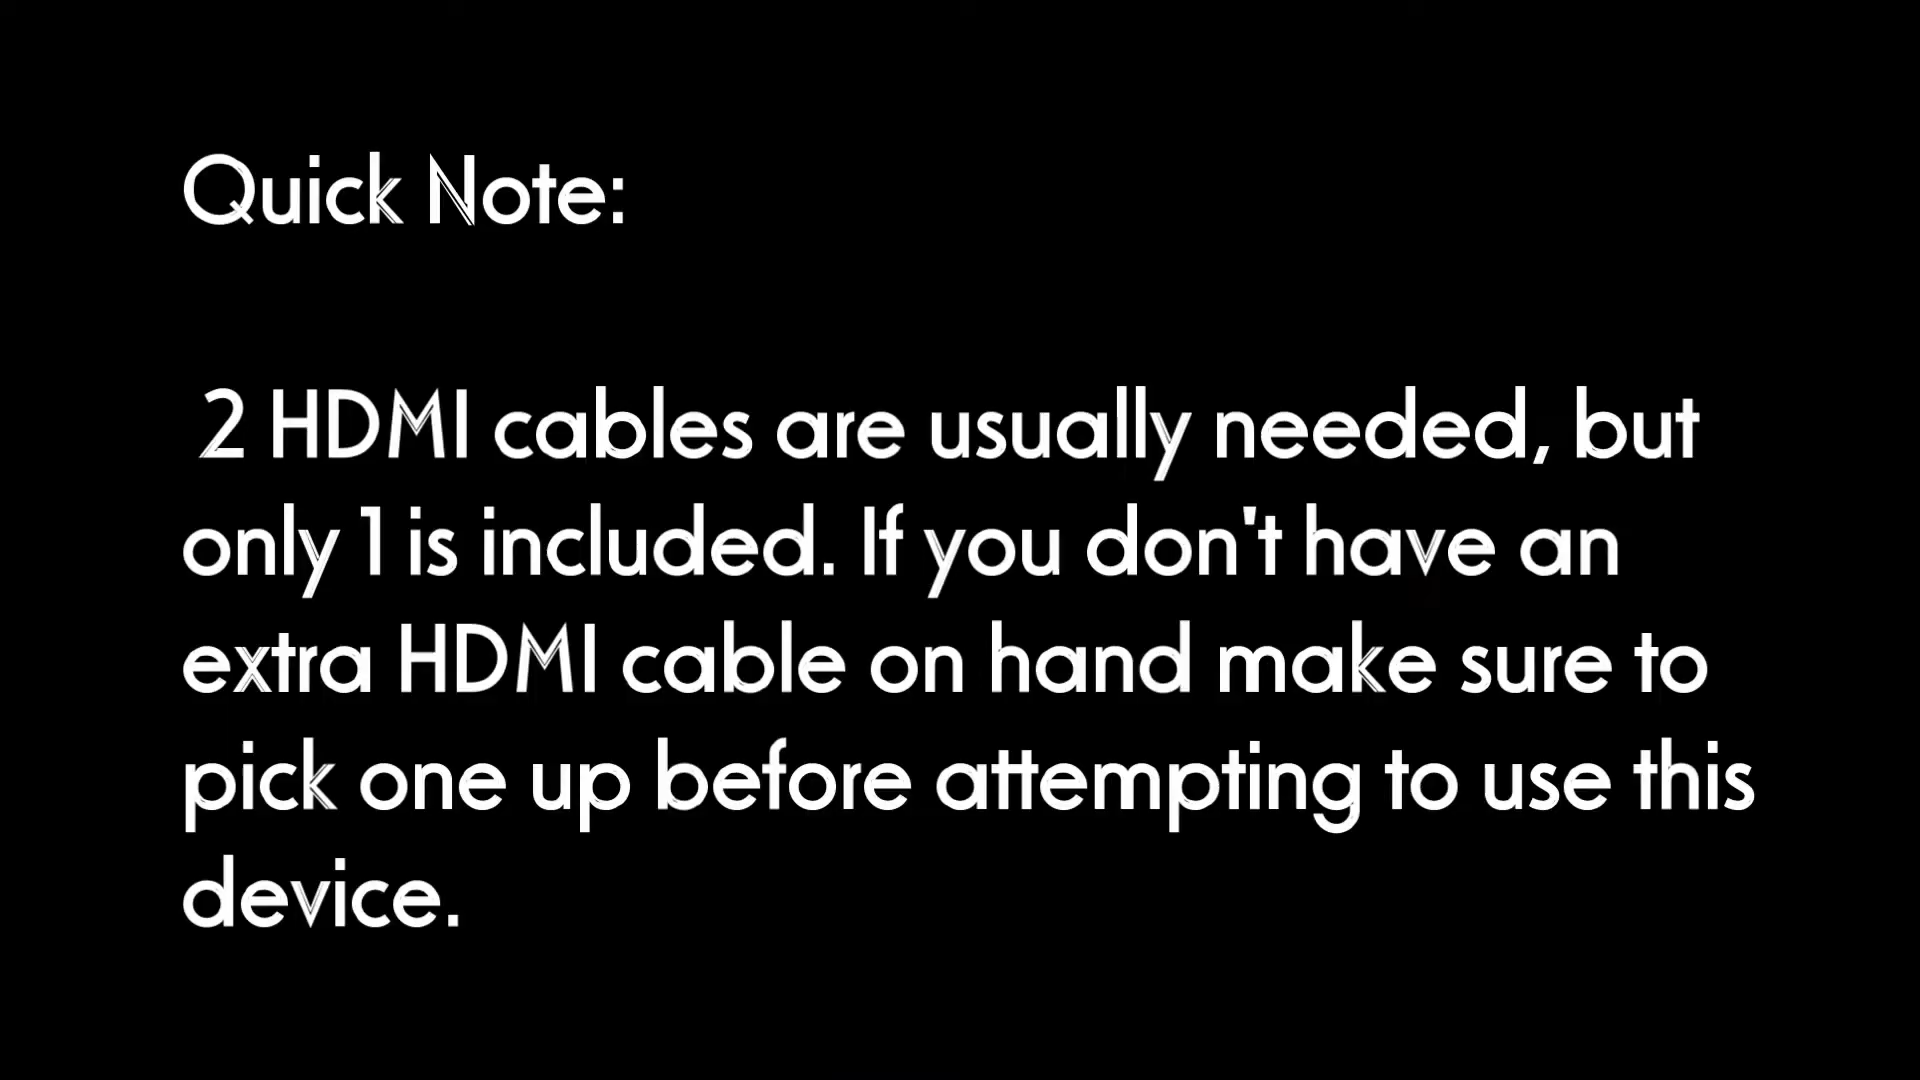 Quick Note:
2 HDMI cables are usually needed, but
only 1 is included. If you don't have an
extra HDMI cable on hand make sure to
pick one up before attempting to use this
device.